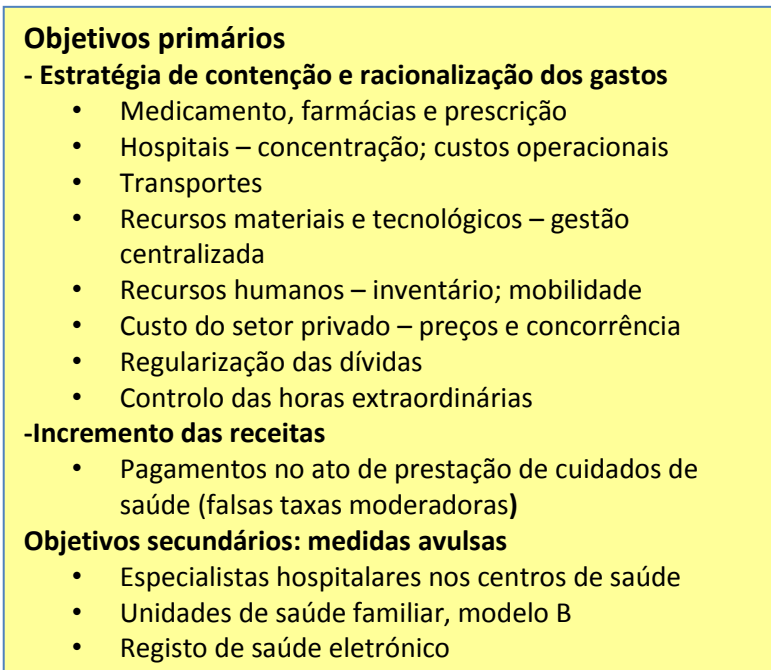 Objetivos primários
- Estratégia de contenção e racionalização dos gastos
• Medicamento, farmácias e prescrição
• Hospitais – concentração; custos operacionais
• Transportes
• Recursos materiais e tecnológicos – gestão
centralizada
• Recursos humanos – inventário; mobilidade
• Custo do setor privado – preços e concorrência
• Regularização das dívidas
• Controlo das horas extraordinárias
-Incremento das receitas
• Pagamentos no ato de prestação de cuidados de
saúde (falsas taxas moderadoras)
Objetivos secundários: medidas avulsas
• Especialistas hospitalares nos centros de saúde
• Unidades de saúde familiar, modelo B
• Registo de saúde eletrónico